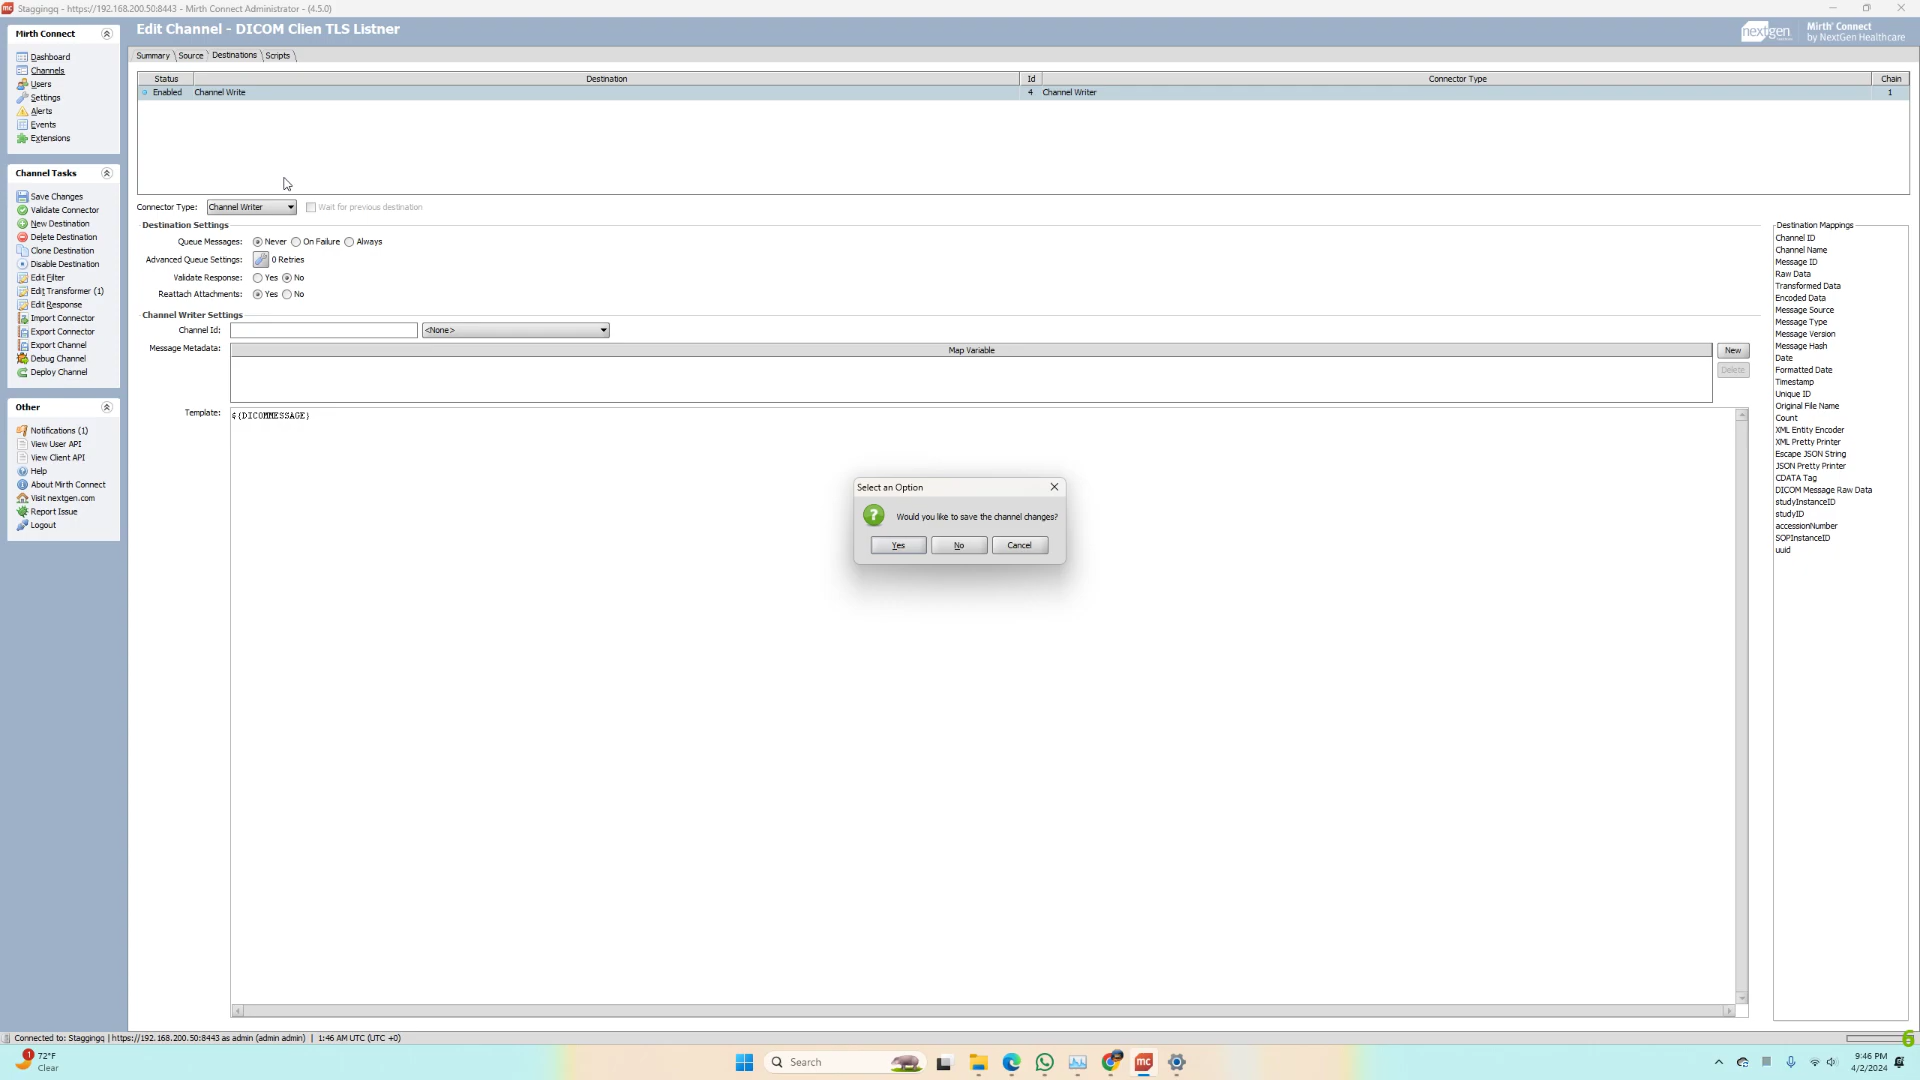 Staggingq - https://192.168.200.50:8443 - Mirth Connect Administrator - (4.5.0)
Mirth Connect
Dashboard
Channels
Users
Settings
Alerts
Events
Extensions
Channel Tasks
Save Changes
Validate Connector
New Destination
Delete Destination
Clone Destination
Disable Destination
Edit Filter
Edit Transformer (1)
Edit Response
Import Connector
Export Connector
Export Channel
Debug Channel
Deploy Channel
Other
Notifications (1)
View User API
View Client API
Help
About Mirth Connect
Visit nextgen.com
Report Issue
Logout
Edit Channel - DICOM Clien TLS Listner
nextgen
Mirth® Connect
by NextGen Healthcare
Summary Source Destinations Scripts
Status Destination Id Connector Type Chain
Enabled Channel Write 4 Channel Writer 1
Connector Type: Channel Writer Wait for previous destination
Destination Settings
Queue Messages: Never On Failure Always
Advanced Queue Settings: 0 Retries
Validate Response: Yes No
Reattach Attachments: Yes No
Channel Writer Settings
Channel Id: <None>
Message Metadata: Map Variable New
Delete
Template: ${DICOMMESSAGE}
Select an Option
Would you like to save the channel changes?
Yes No Cancel
Destination Mappings
Channel ID
Channel Name
Message ID
Raw Data
Transformed Data
Encoded Data
Message Source
Message Type
Message Version
Message Hash
Date
Formatted Date
Timestamp
Unique ID
Original File Name
Count
XML Entity Encoder
XML Pretty Printer
Escape JSON String
JSON Pretty Printer
CDATA Tag
DICOM Message Raw Data
studyInstanceID
studyID
accessionNumber
SOPInstanceID
uuid
Connected to: Staggingq | https://192.168.200.50:8443 as admin (admin admin) | 1:46 AM UTC (UTC +0)
6
1
72°F
Clear
Search
mc
9:46 PM
4/2/2024